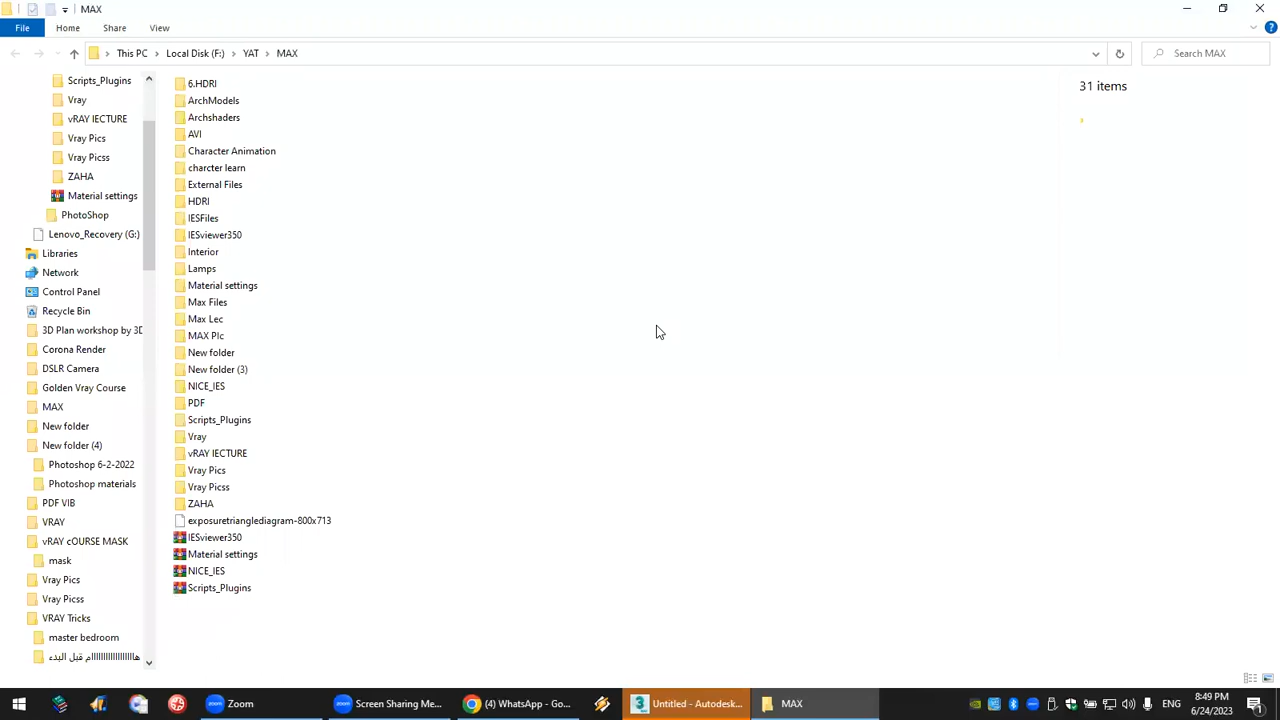 MAX
File
Home
Share
View
This PC
Local Disk (F:)
YAT
MAX
Search MAX
Scripts_Plugins
Vray
vRAY lECTURE
Vray Pics
Vray Picss
ZAHA
Material settings
PhotoShop
Lenovo_Recovery (G:)
Libraries
Network
Control Panel
Recycle Bin
3D Plan workshop by 3D
Corona Render
DSLR Camera
Golden Vray Course
MAX
New folder
New folder (4)
Photoshop 6-2-2022
Photoshop materials
PDF VIB
VRAY
vRAY cOURSE MASK
mask
Vray Pics
Vray Picss
VRAY Tricks
master bedroom
هااااااااااااااااااام قبل البدء
6.HDRI
ArchModels
Archshaders
AVI
Character Animation
charcter learn
External Files
HDRI
IESFiles
IESviewer350
Interior
Lamps
Material settings
Max Files
Max Lec
MAX PIc
New folder
New folder (3)
NICE_IES
PDF
Scripts_Plugins
Vray
vRAY lECTURE
Vray Pics
Vray Picss
ZAHA
exposuretrianglediagram-800x713
IESviewer350
Material settings
NICE_IES
Scripts_Plugins
31 items
Zoom
Screen Sharing Me...
(4) WhatsApp - Go...
Untitled - Autodesk...
MAX
ENG
8:49 PM
6/24/2023